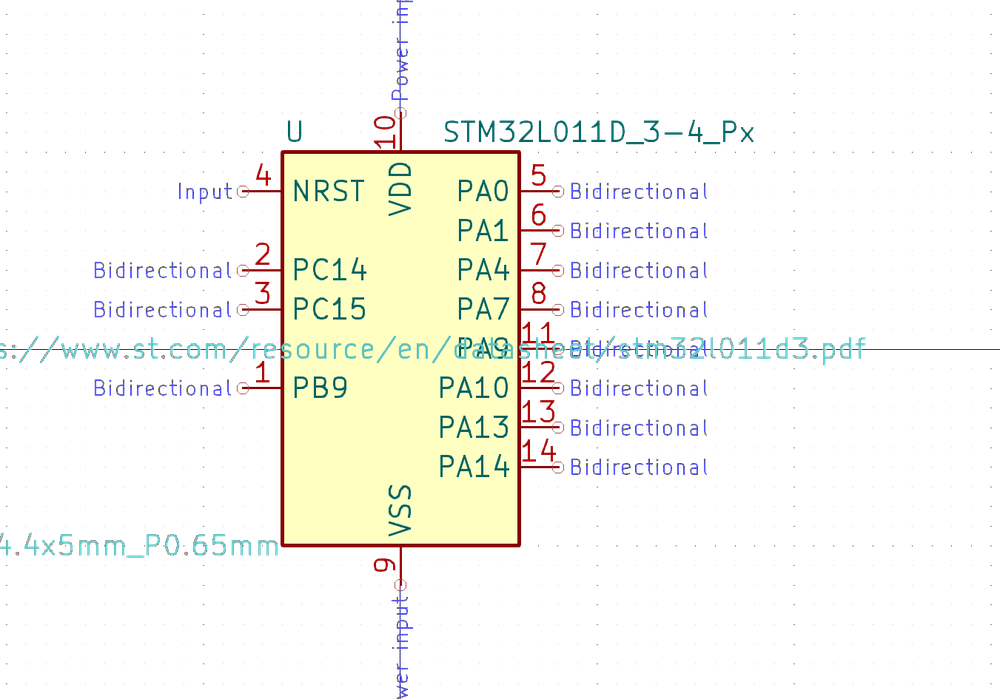 Power in
10
U
STM32L011D_3-4_Px
VDD
Input
4
NRST
PA0
5
Bidirectional
PA1
6
Bidirectional
Bidirectional
2
PC14
PA4
7
Bidirectional
Bidirectional
3
PC15
PA7
8
Bidirectional
s://www.st.com/resource/en/datasheet/stm32l011d3.pdf
PA9
11
Bidirectional
Bidirectional
1
PB9
PA10
12
Bidirectional
PA13
13
Bidirectional
PA14
14
Bidirectional
VSS
4.4x5mm_P0.65mm
9
wer input